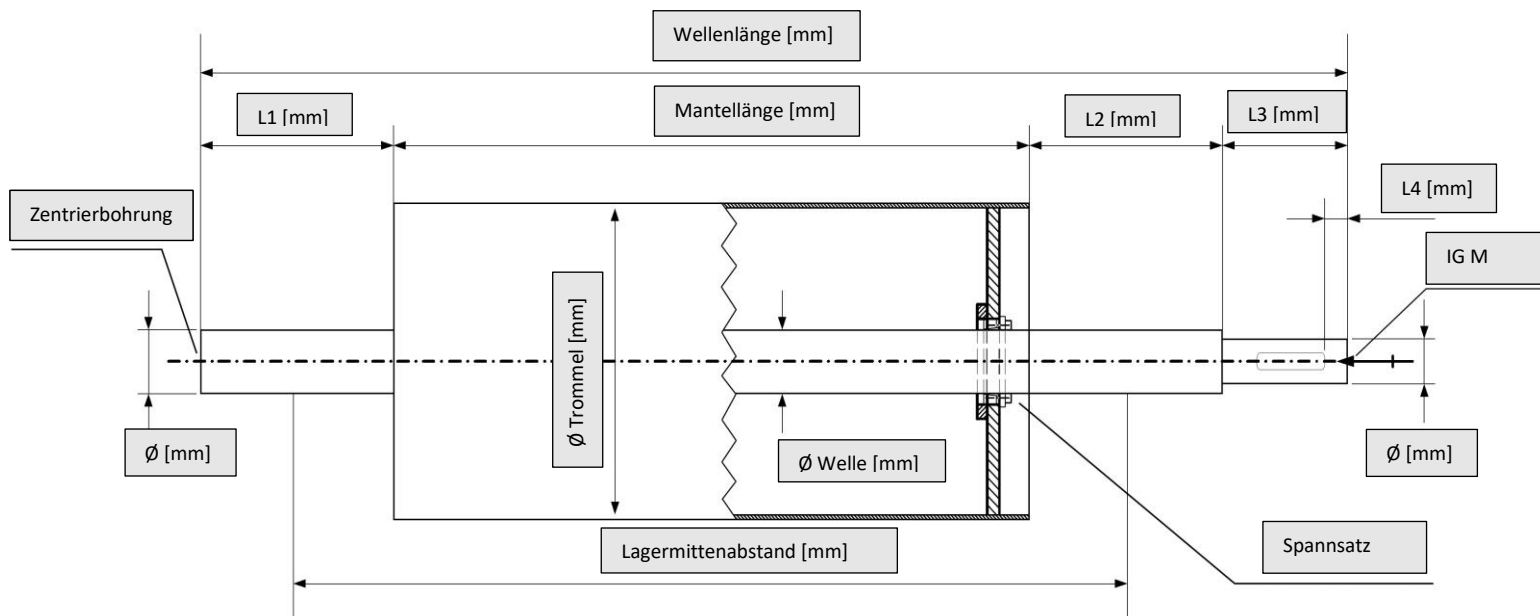 Wellenlänge [mm]
L1 [mm]
Mantellänge [mm]
L2 [mm]
L3 [mm]
Zentrierbohrung
L4 [mm]
IG M
Ø Trommel [mm]
Ø [mm]
Ø Welle [mm]
Ø [mm]
Lagermittenabstand [mm]
Spannsatz